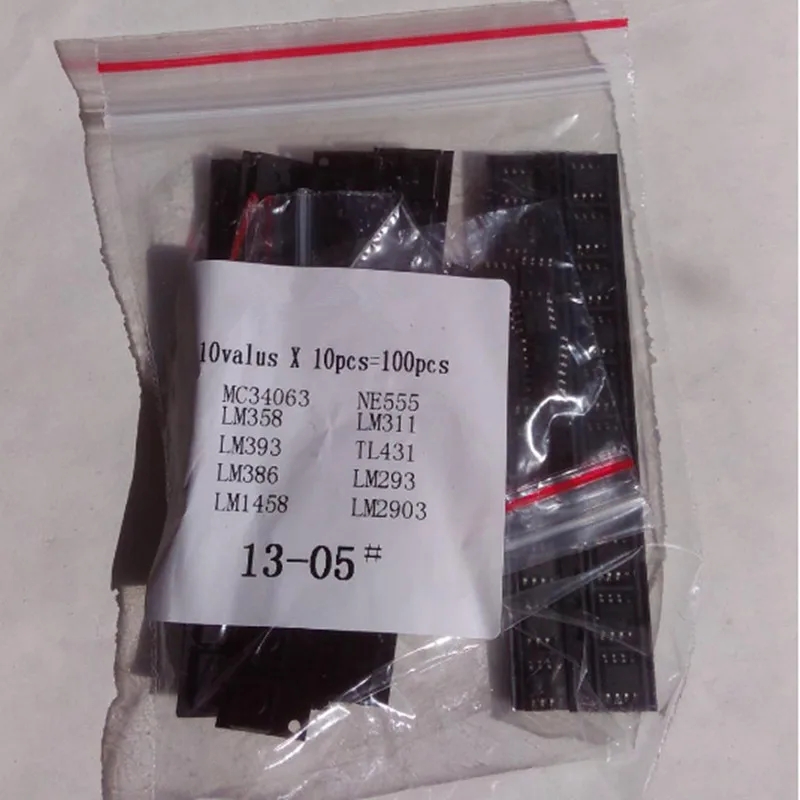 10valus X 10pcs=100pcs
MC34063 NE555
LM358 LM311
LM393 TL431
LM386 LM293
LM1458 LM2903
13-05#